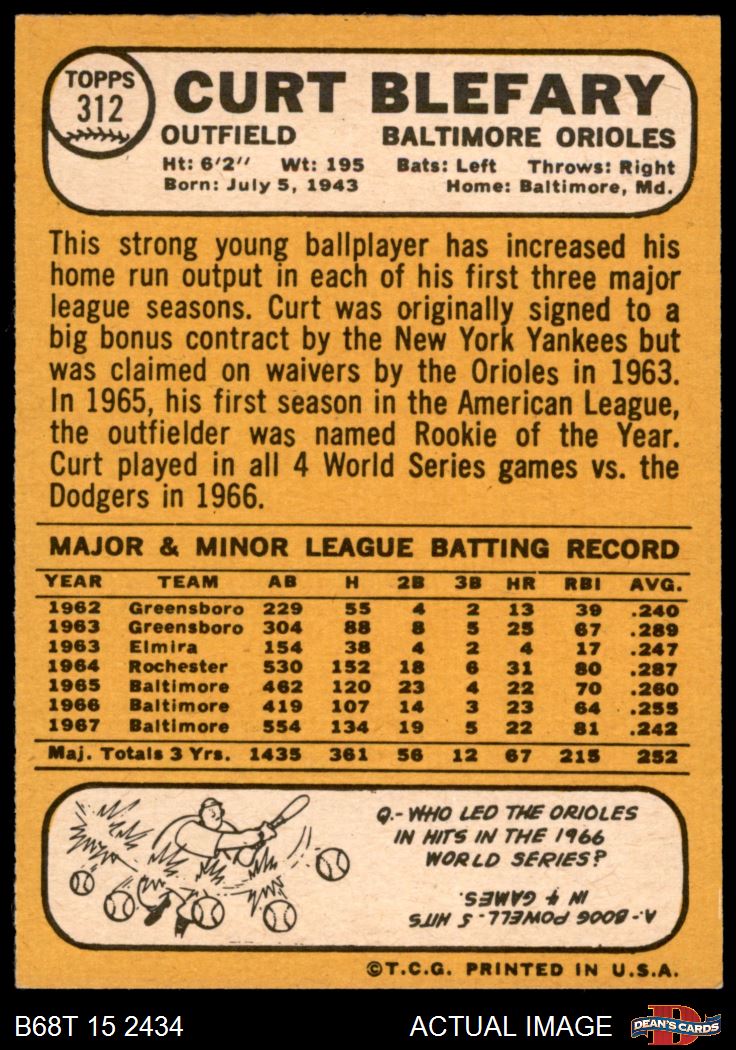 TOPPS
312
CURT BLEFARY
OUTFIELD BALTIMORE ORIOLES
Ht: 6'2" Wt: 195 Bats: Left Throws: Right
Born: July 5, 1943 Home: Baltimore, Md.
This strong young ballplayer has increased his
home run output in each of his first three major
league seasons. Curt was originally signed to a
big bonus contract by the New York Yankees but
was claimed on waivers by the Orioles in 1963.
In 1965, his first season in the American League,
the outfielder was named Rookie of the Year.
Curt played in all 4 World Series games vs. the
Dodgers in 1966.
MAJOR & MINOR LEAGUE BATTING RECORD
YEAR TEAM AB H 2B 3B HR RBI AVG.
1962 Greensboro 229 55 4 2 13 39 .240
1963 Greensboro 304 88 8 5 25 67 .289
1963 Elmira 154 38 4 2 4 17 .247
1964 Rochester 530 152 18 6 31 80 .287
1965 Baltimore 462 120 23 4 22 70 .260
1966 Baltimore 419 107 14 3 23 64 .255
1967 Baltimore 554 134 19 5 22 81 .242
Maj. Totals 3 Yrs. 1435 361 56 12 67 215 252
Q.- WHO LED THE ORIOLES
IN HITS IN THE 1966
WORLD SERIES?
A.- BOOG POWELL - 5 HITS
IN 4 GAMES.
©T.C.G. PRINTED IN U.S.A.
B68T 15 2434 ACTUAL IMAGE DEAN'S CARDS